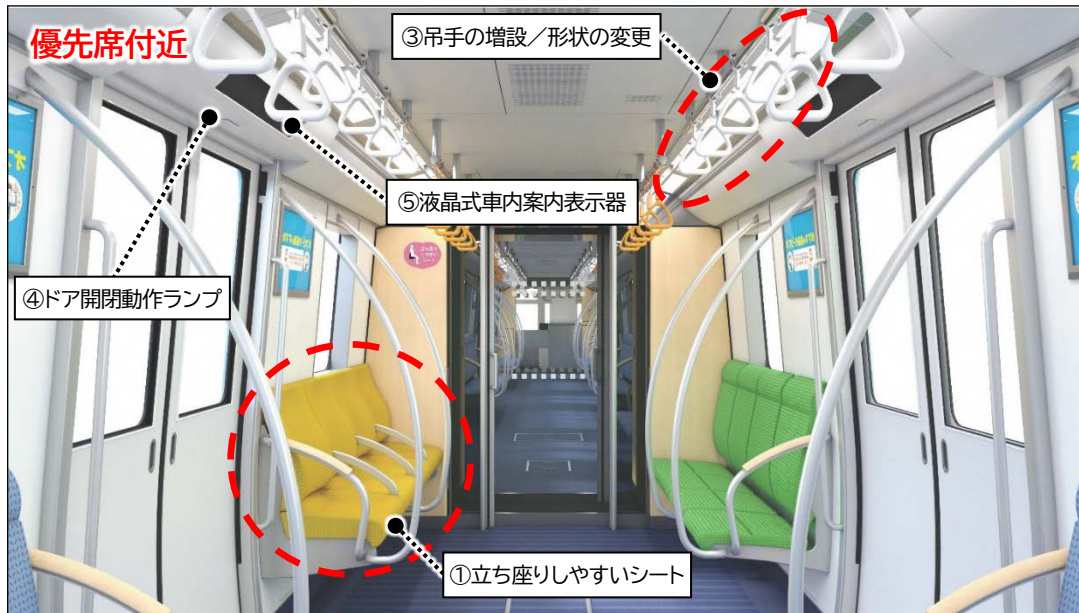 優先席付近
③吊手の増設／形状の変更
⑤液晶式車内案内表示器
④ドア開閉動作ランプ
①立ち座りしやすいシート